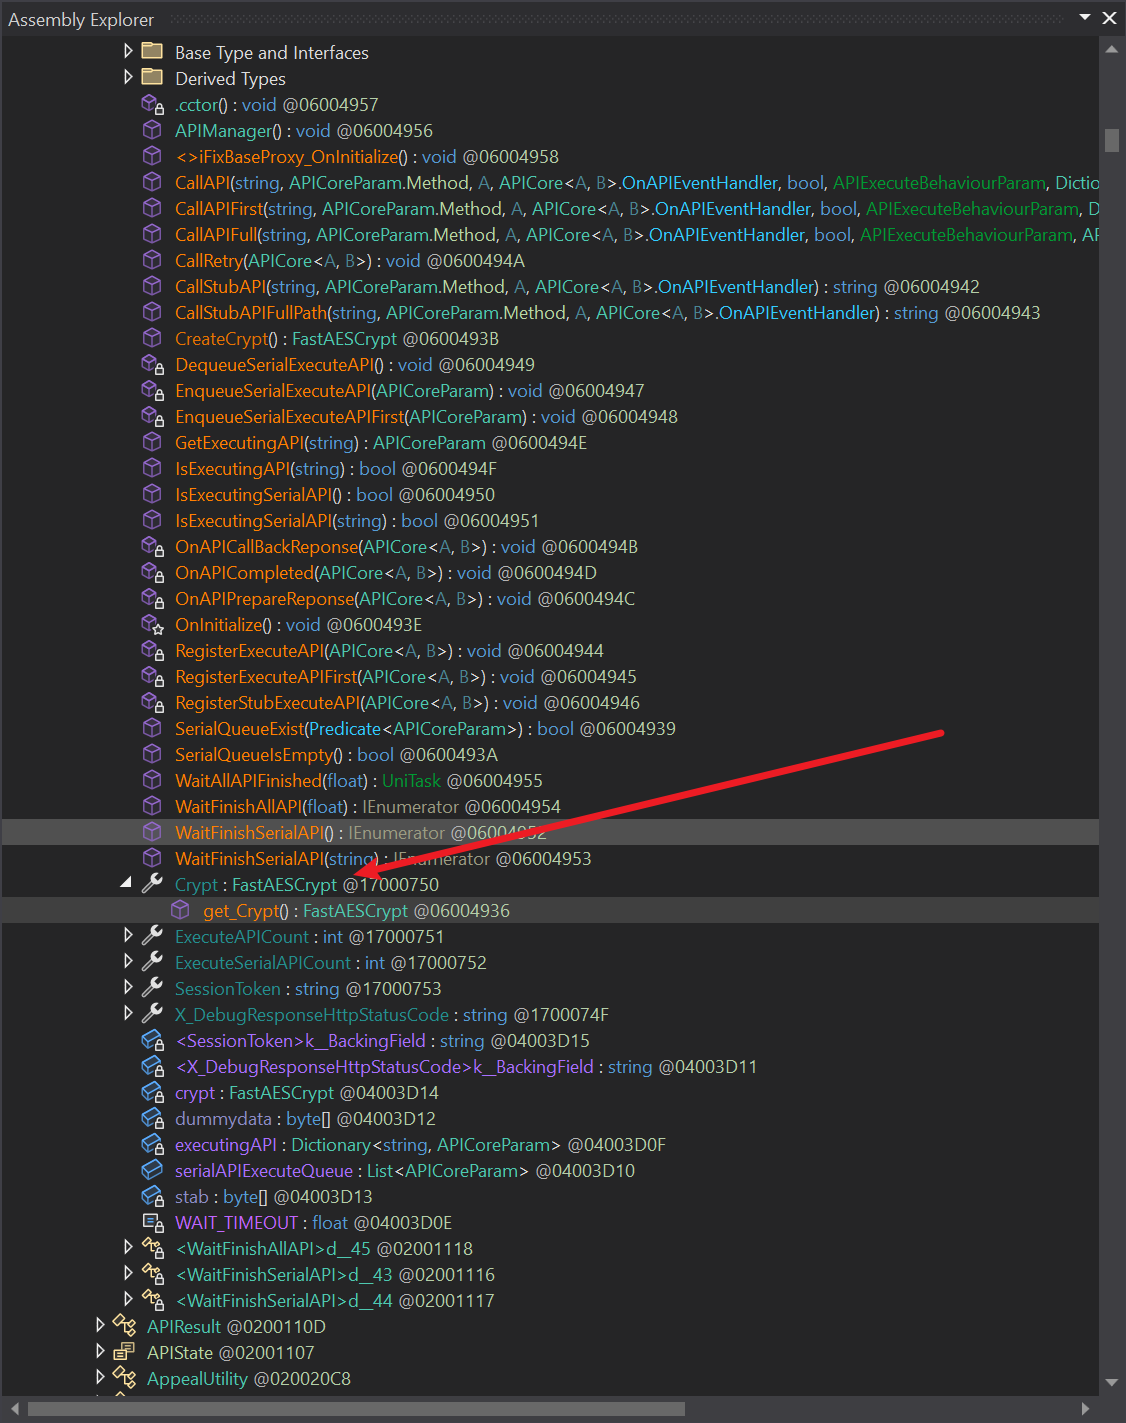 Assembly Explorer
Base Type and Interfaces
Derived Types
.cctor() : void @06004957
APIManager() : void @06004956
<>iFixBaseProxy_OnInitialize() : void @06004958
CallAPI(string, APICoreParam.Method, A, APICore<A, B>.OnAPIEventHandler, bool, APIExecuteBehaviourParam, Dictio
CallAPIFirst(string, APICoreParam.Method, A, APICore<A, B>.OnAPIEventHandler, bool, APIExecuteBehaviourParam, D
CallAPIFull(string, APICoreParam.Method, A, APICore<A, B>.OnAPIEventHandler, bool, APIExecuteBehaviourParam, AP
CallRetry(APICore<A, B>) : void @0600494A
CallStubAPI(string, APICoreParam.Method, A, APICore<A, B>.OnAPIEventHandler) : string @06004942
CallStubAPIFullPath(string, APICoreParam.Method, A, APICore<A, B>.OnAPIEventHandler) : string @06004943
CreateCrypt() : FastAESCrypt @0600493B
DequeueSerialExecuteAPI() : void @06004949
EnqueueSerialExecuteAPI(APICoreParam) : void @06004947
EnqueueSerialExecuteAPIFirst(APICoreParam) : void @06004948
GetExecutingAPI(string) : APICoreParam @0600494E
IsExecutingAPI(string) : bool @0600494F
IsExecutingSerialAPI() : bool @06004950
IsExecutingSerialAPI(string) : bool @06004951
OnAPICallBackReponse(APICore<A, B>) : void @0600494B
OnAPICompleted(APICore<A, B>) : void @0600494D
OnAPIPrepareReponse(APICore<A, B>) : void @0600494C
OnInitialize() : void @0600493E
RegisterExecuteAPI(APICore<A, B>) : void @06004944
RegisterExecuteAPIFirst(APICore<A, B>) : void @06004945
RegisterStubExecuteAPI(APICore<A, B>) : void @06004946
SerialQueueExist(Predicate<APICoreParam>) : bool @06004939
SerialQueueIsEmpty() : bool @0600493A
WaitAllAPIFinished(float) : UniTask @06004955
WaitFinishAllAPI(float) : IEnumerator @06004954
WaitFinishSerialAPI() : IEnumerator @06004952
WaitFinishSerialAPI(string) : IEnumerator @06004953
Crypt : FastAESCrypt @17000750
get_Crypt() : FastAESCrypt @06004936
ExecuteAPICount : int @17000751
ExecuteSerialAPICount : int @17000752
SessionToken : string @17000753
X_DebugResponseHttpStatusCode : string @1700074F
<SessionToken>k__BackingField : string @04003D15
<X_DebugResponseHttpStatusCode>k__BackingField : string @04003D11
crypt : FastAESCrypt @04003D14
dummydata : byte[] @04003D12
executingAPI : Dictionary<string, APICoreParam> @04003D0F
serialAPIExecuteQueue : List<APICoreParam> @04003D10
stab : byte[] @04003D13
WAIT_TIMEOUT : float @04003D0E
<WaitFinishAllAPI>d__45 @02001118
<WaitFinishSerialAPI>d__43 @02001116
<WaitFinishSerialAPI>d__44 @02001117
APIResult @0200110D
APIState @02001107
AppealUtility @020020C8